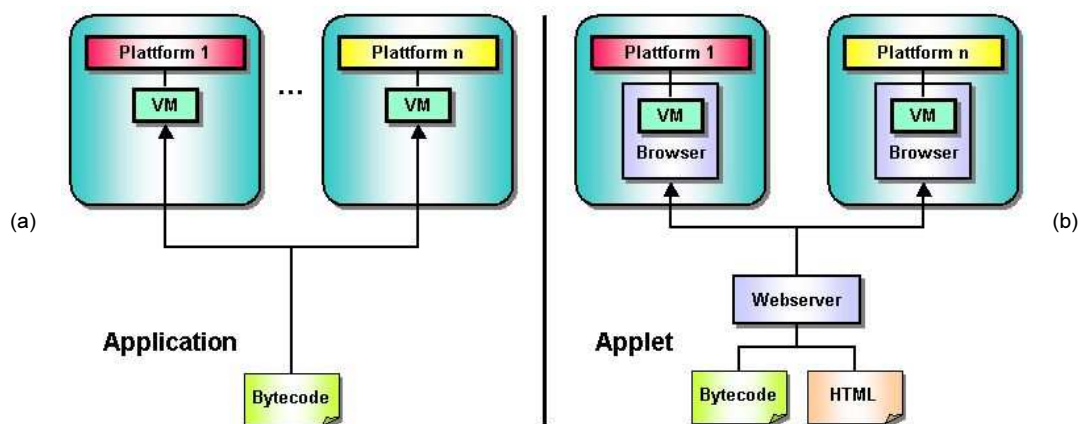 Plattform 1
VM
...
Plattform n
VM
(a)
Application
Bytecode
Plattform 1
VM
Browser
Plattform n
VM
Browser
(b)
Webserver
Applet
Bytecode
HTML